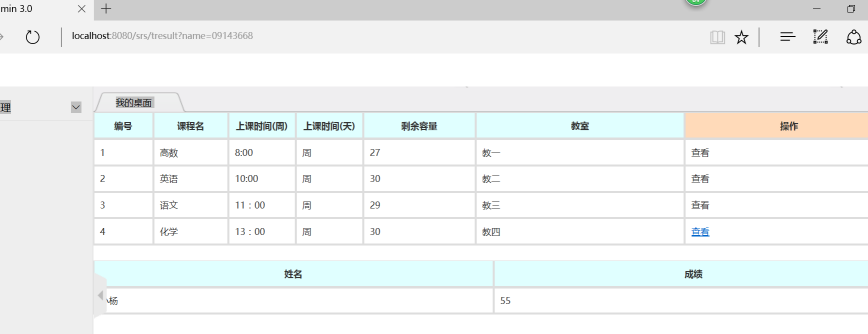 min 3.0
localhost:8080/srs/tresult?name=09143668
理
我的桌面
编号 课程名 上课时间(周) 上课时间(天) 剩余容量 教室 操作
1 高数 8:00 周 27 教一 查看
2 英语 10:00 周 30 教二 查看
3 语文 11：00 周 29 教三 查看
4 化学 13：00 周 30 教四 查看
姓名 成绩
杨 55